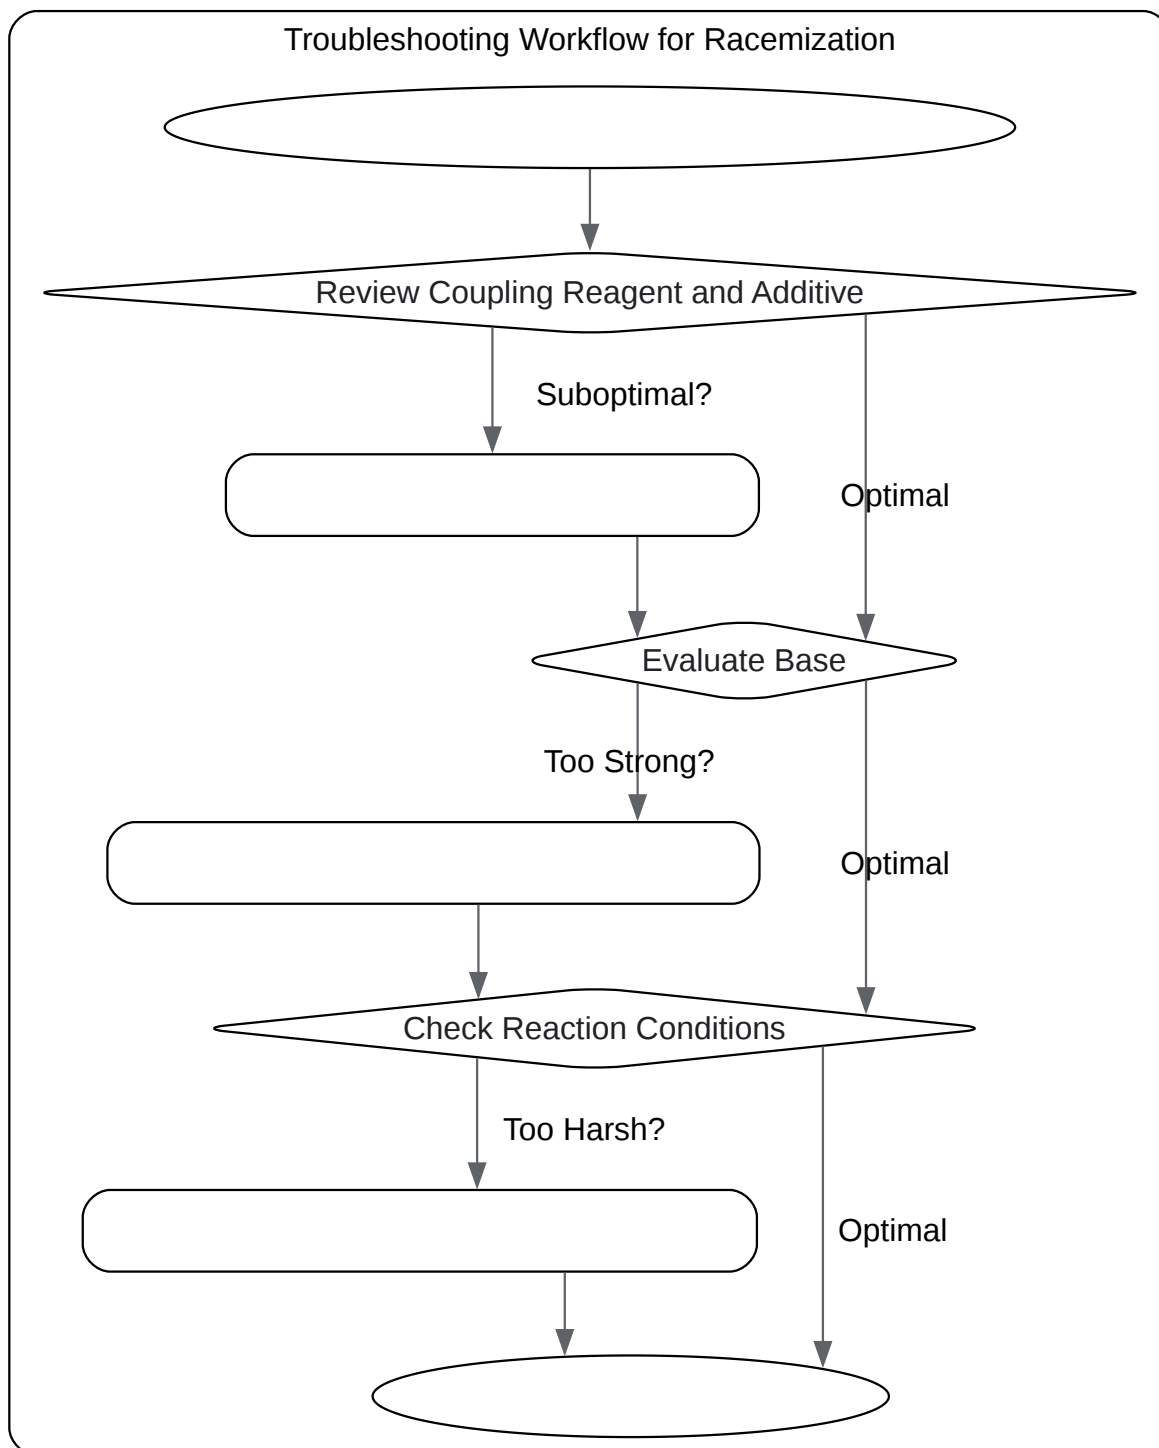 Troubleshooting Workflow for Racemization
Review Coupling Reagent and Additive
Suboptimal?
Optimal
Evaluate Base
Too Strong?
Optimal
Check Reaction Conditions
Too Harsh?
Optimal